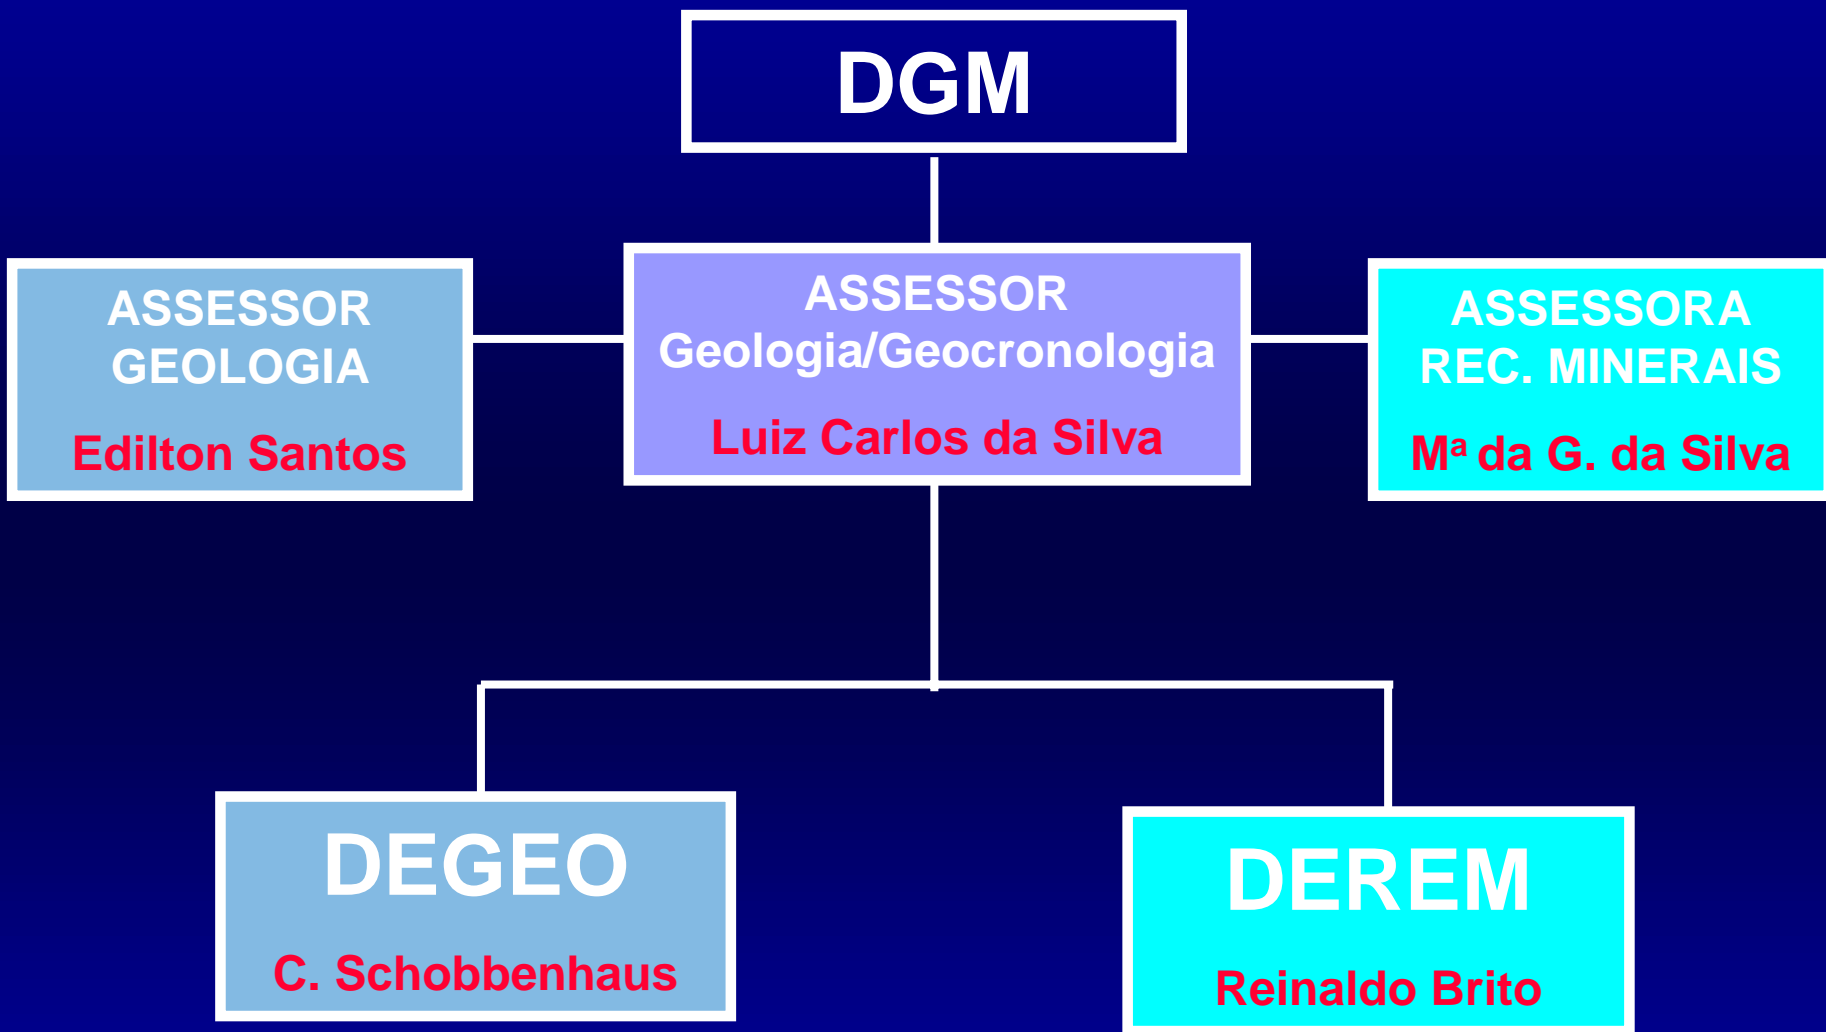 DGM
ASSESSOR
GEOLOGIA
Edilton Santos
ASSESSOR
Geologia/Geocronologia
Luiz Carlos da Silva
ASSESSORA
REC. MINERAIS
Mª da G. da Silva
DEGEO
C. Schobbenhaus
DEREM
Reinaldo Brito